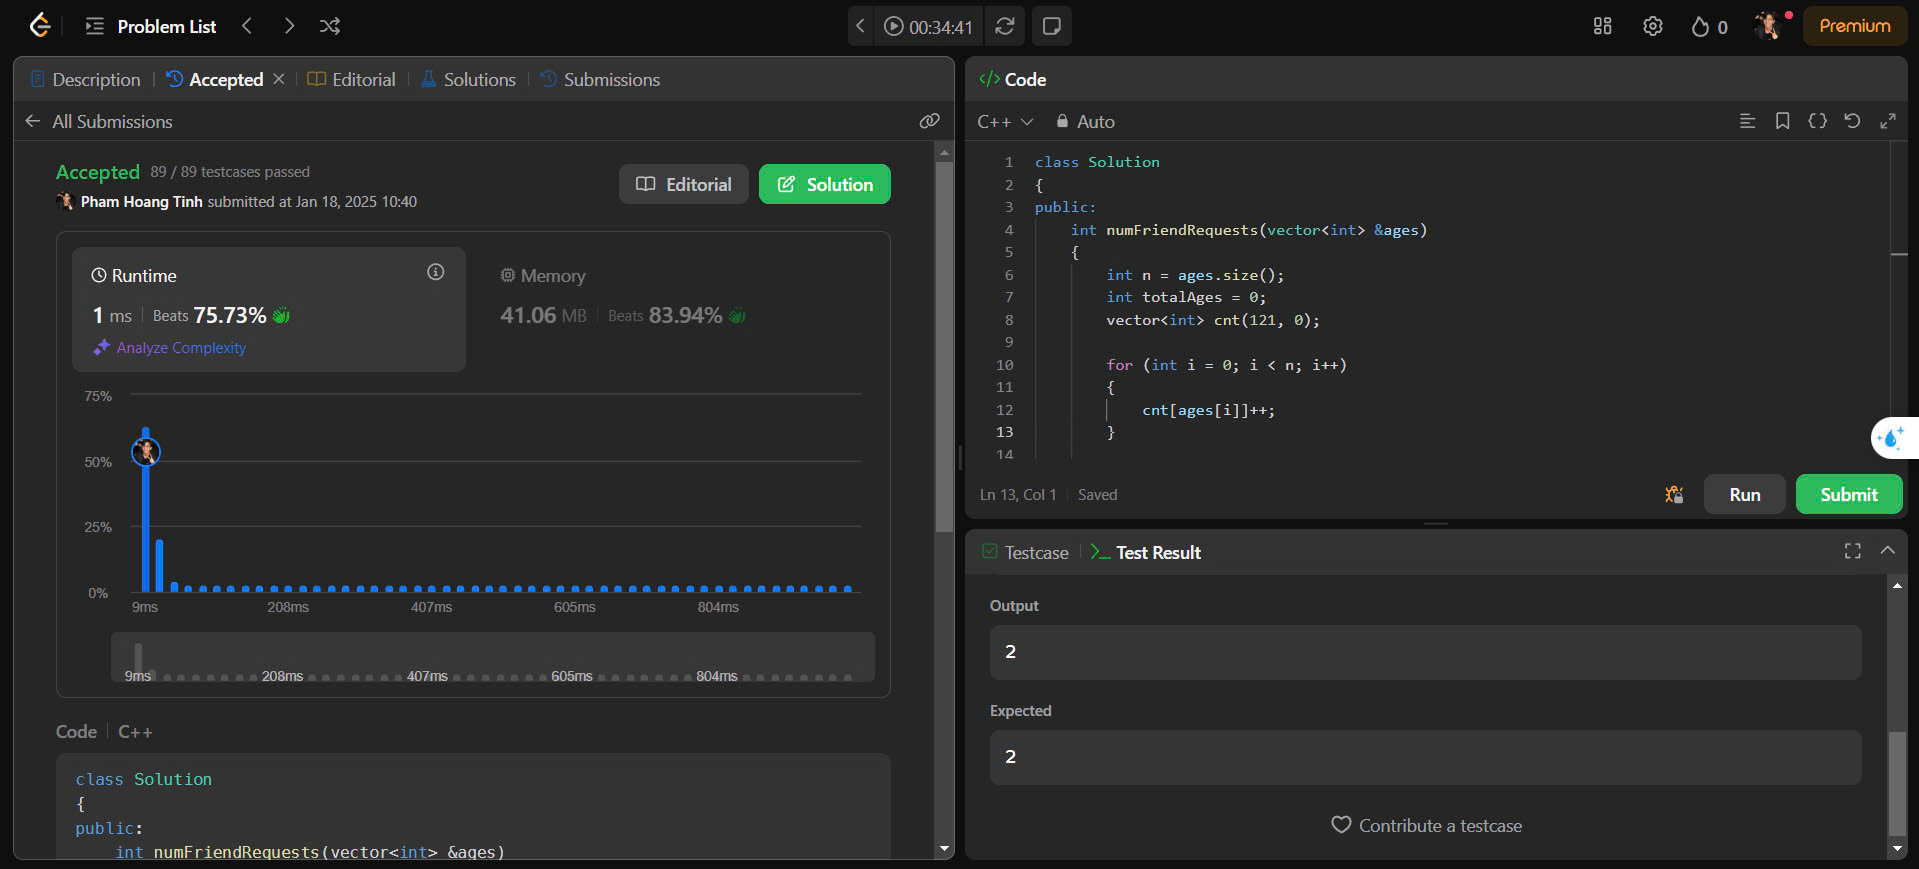 Problem List
00:34:41
0
Premium
Description
Accepted
Editorial
Solutions
Submissions
All Submissions
Accepted 89 / 89 testcases passed
Pham Hoang Tinh submitted at Jan 18, 2025 10:40
Editorial
Solution
Runtime
1 ms Beats 75.73%
Analyze Complexity
Memory
41.06 MB Beats 83.94%
75%
50%
25%
0%
9ms 208ms 407ms 605ms 804ms
9ms 208ms 407ms 605ms 804ms
Code C++
class Solution
{
public:
int numFriendRequests(vector<int> &ages)
</> Code
C++ Auto
1 class Solution
2 {
3 public:
4 int numFriendRequests(vector<int> &ages)
5 {
6 int n = ages.size();
7 int totalAges = 0;
8 vector<int> cnt(121, 0);
9
10 for (int i = 0; i < n; i++)
11 {
12 cnt[ages[i]]++;
13 }
14
Ln 13, Col 1 Saved
Run
Submit
Testcase
Test Result
Output
2
Expected
2
Contribute a testcase